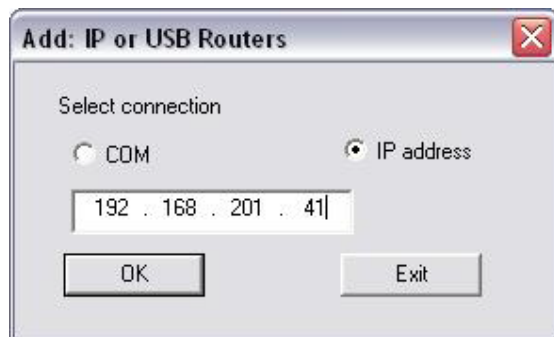 Add: IP or USB Routers
Select connection
COM
IP address
192 . 168 . 201 . 41
OK
Exit